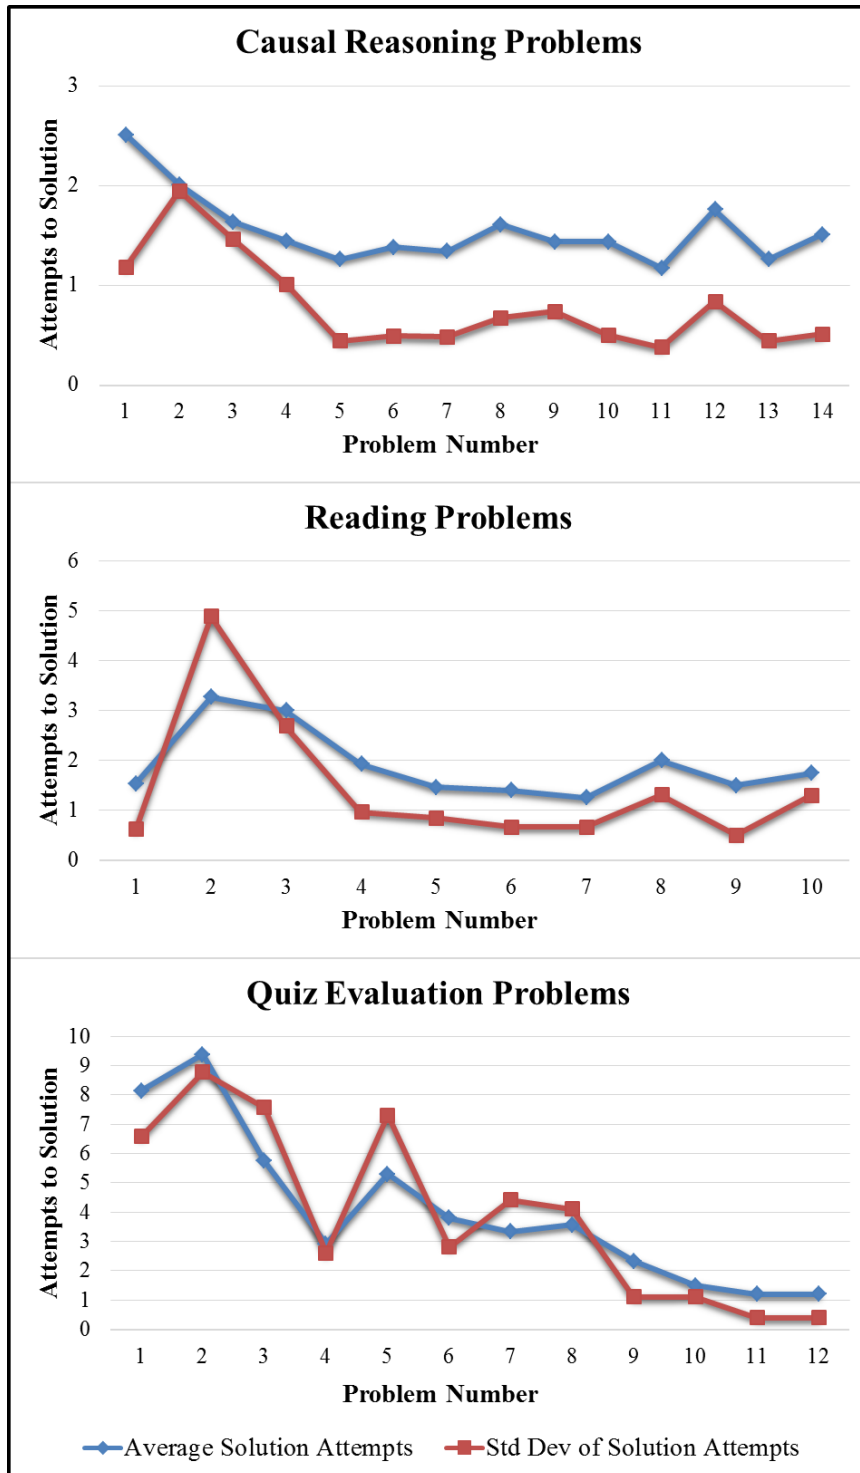 Causal Reasoning Problems
Attempts to Solution
3
2
1
0
1 2 3 4 5 6 7 8 9 10 11 12 13 14
Problem Number
Reading Problems
Attempts to Solution
6
5
4
3
2
1
0
1 2 3 4 5 6 7 8 9 10
Problem Number
Quiz Evaluation Problems
Attempts to Solution
10
9
8
7
6
5
4
3
2
1
0
1 2 3 4 5 6 7 8 9 10 11 12
Problem Number
Average Solution Attempts Std Dev of Solution Attempts